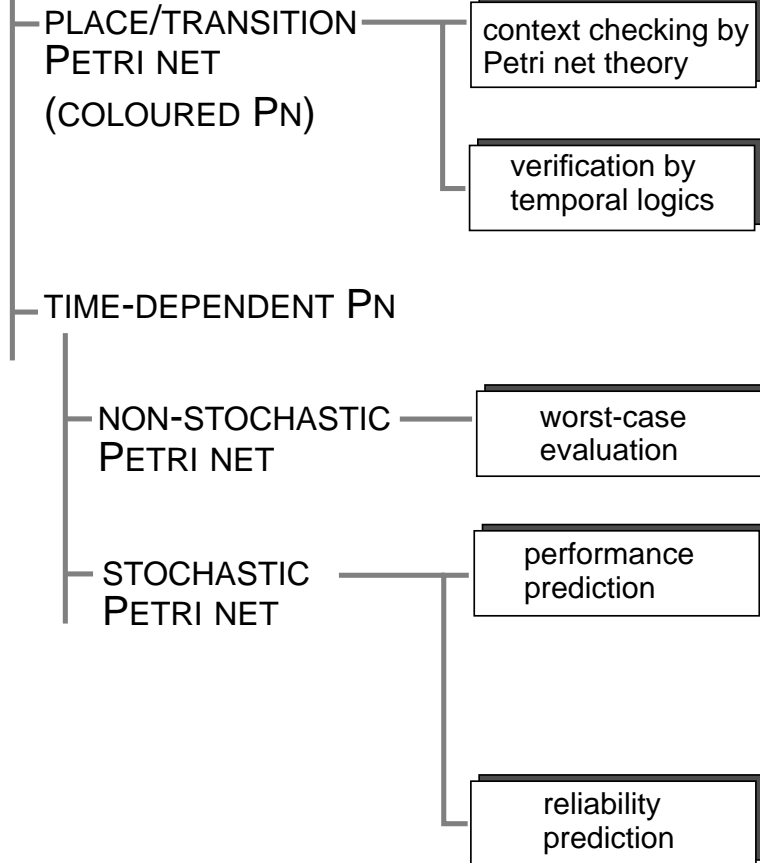 PLACE/TRANSITION
PETRI NET
(COLOURED PN)
context checking by
Petri net theory
verification by
temporal logics
TIME-DEPENDENT PN
NON-STOCHASTIC
PETRI NET
worst-case
evaluation
STOCHASTIC
PETRI NET
performance
prediction
reliability
prediction